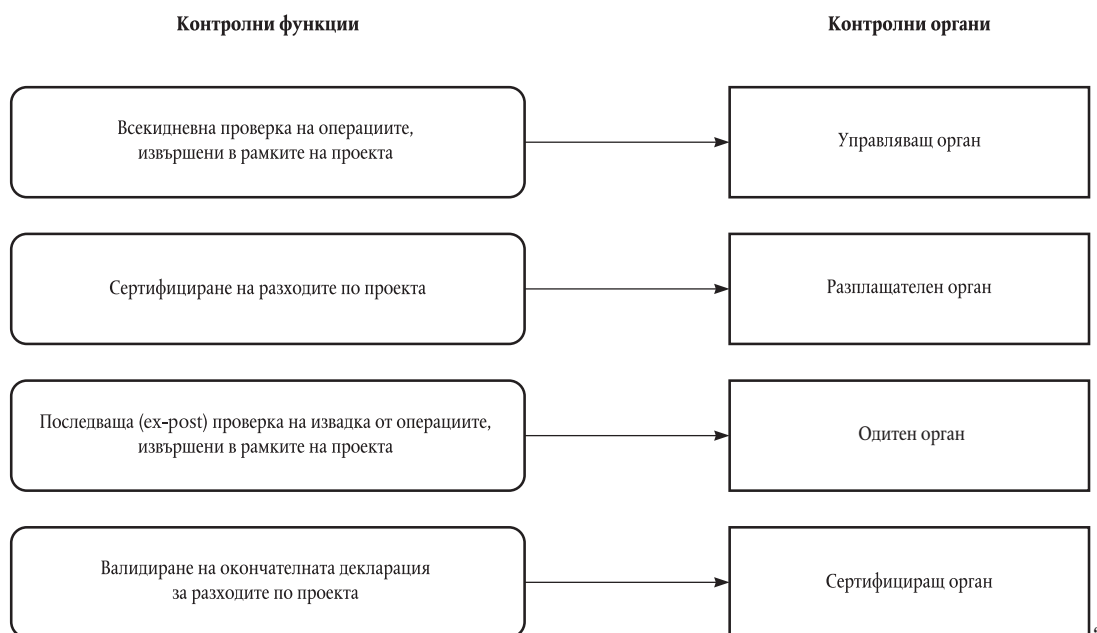 Контролни функции
Контролни органи
Всекидневна проверка на операциите,
извършени в рамките на проекта
Управляващ орган
Сертифициране на разходите по проекта
Разплащателен орган
Последваща (ex-post) проверка на извадка от операциите,
извършени в рамките на проекта
Одитен орган
Валидиране на окончателната декларация
за разходите по проекта
Сертифициращ орган
“